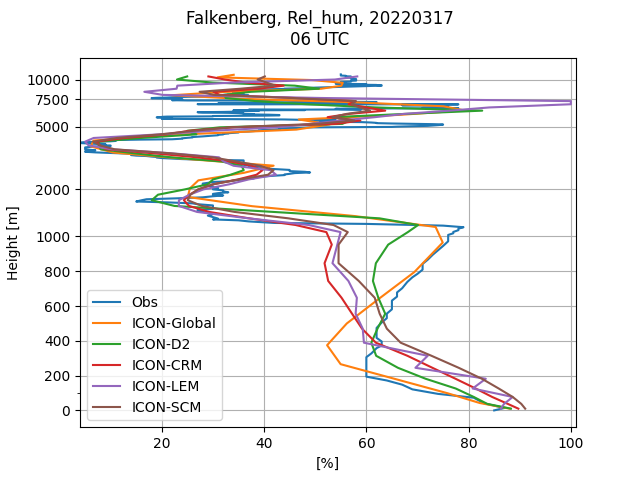 Falkenberg, Rel_hum, 20220317
06 UTC
10000
7500
5000
2000
1000
800
600
400
200
0
Height [m]
Obs
ICON-Global
ICON-D2
ICON-CRM
ICON-LEM
ICON-SCM
20 40 60 80 100
[%]